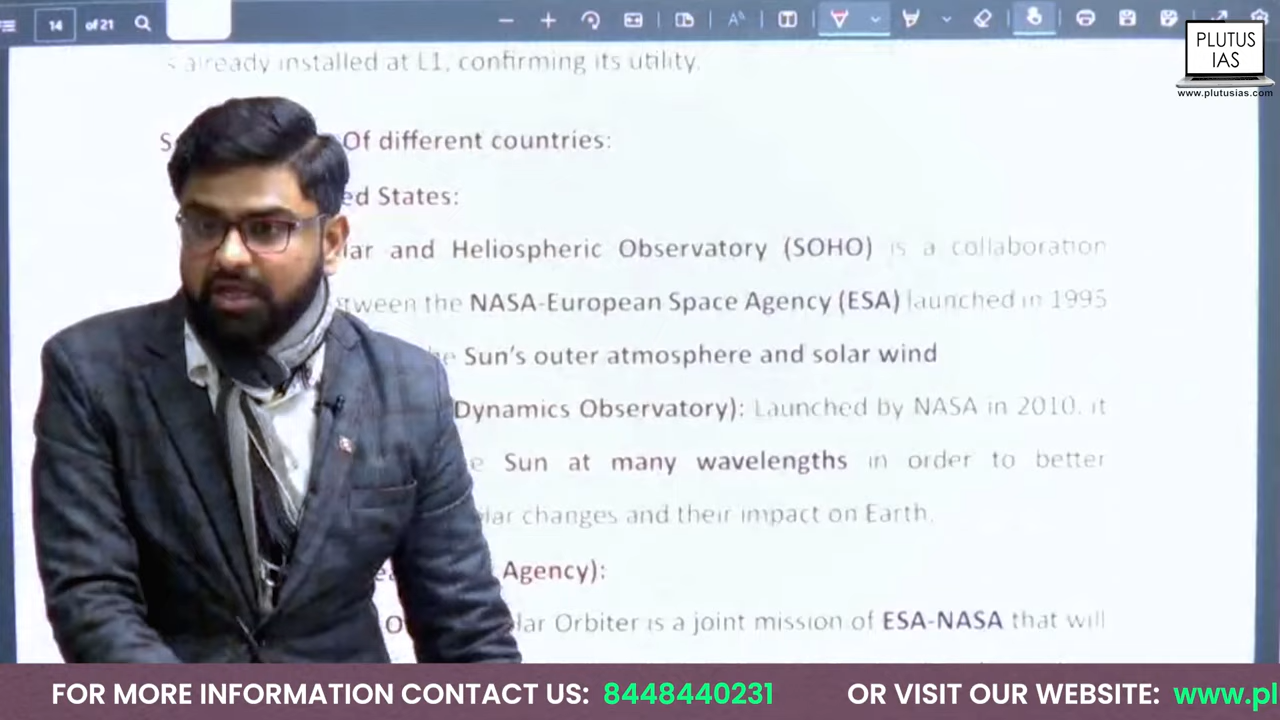 14 of 21
PLUTUS
IAS
www.plutusias.com
already installed at L1, confirming its utility.
Of different countries:
ed States:
lar and Heliospheric Observatory (SOHO) is a collaboration
tween the NASA-European Space Agency (ESA) launched in 1995
Sun's outer atmosphere and solar wind
Dynamics Observatory): Launched by NASA in 2010, it
Sun at many wavelengths in order to better
lar changes and their impact on Earth.
Agency):
lar Orbiter is a joint mission of ESA-NASA that will
FOR MORE INFORMATION CONTACT US: 8448440231 OR VISIT OUR WEBSITE: www.pl